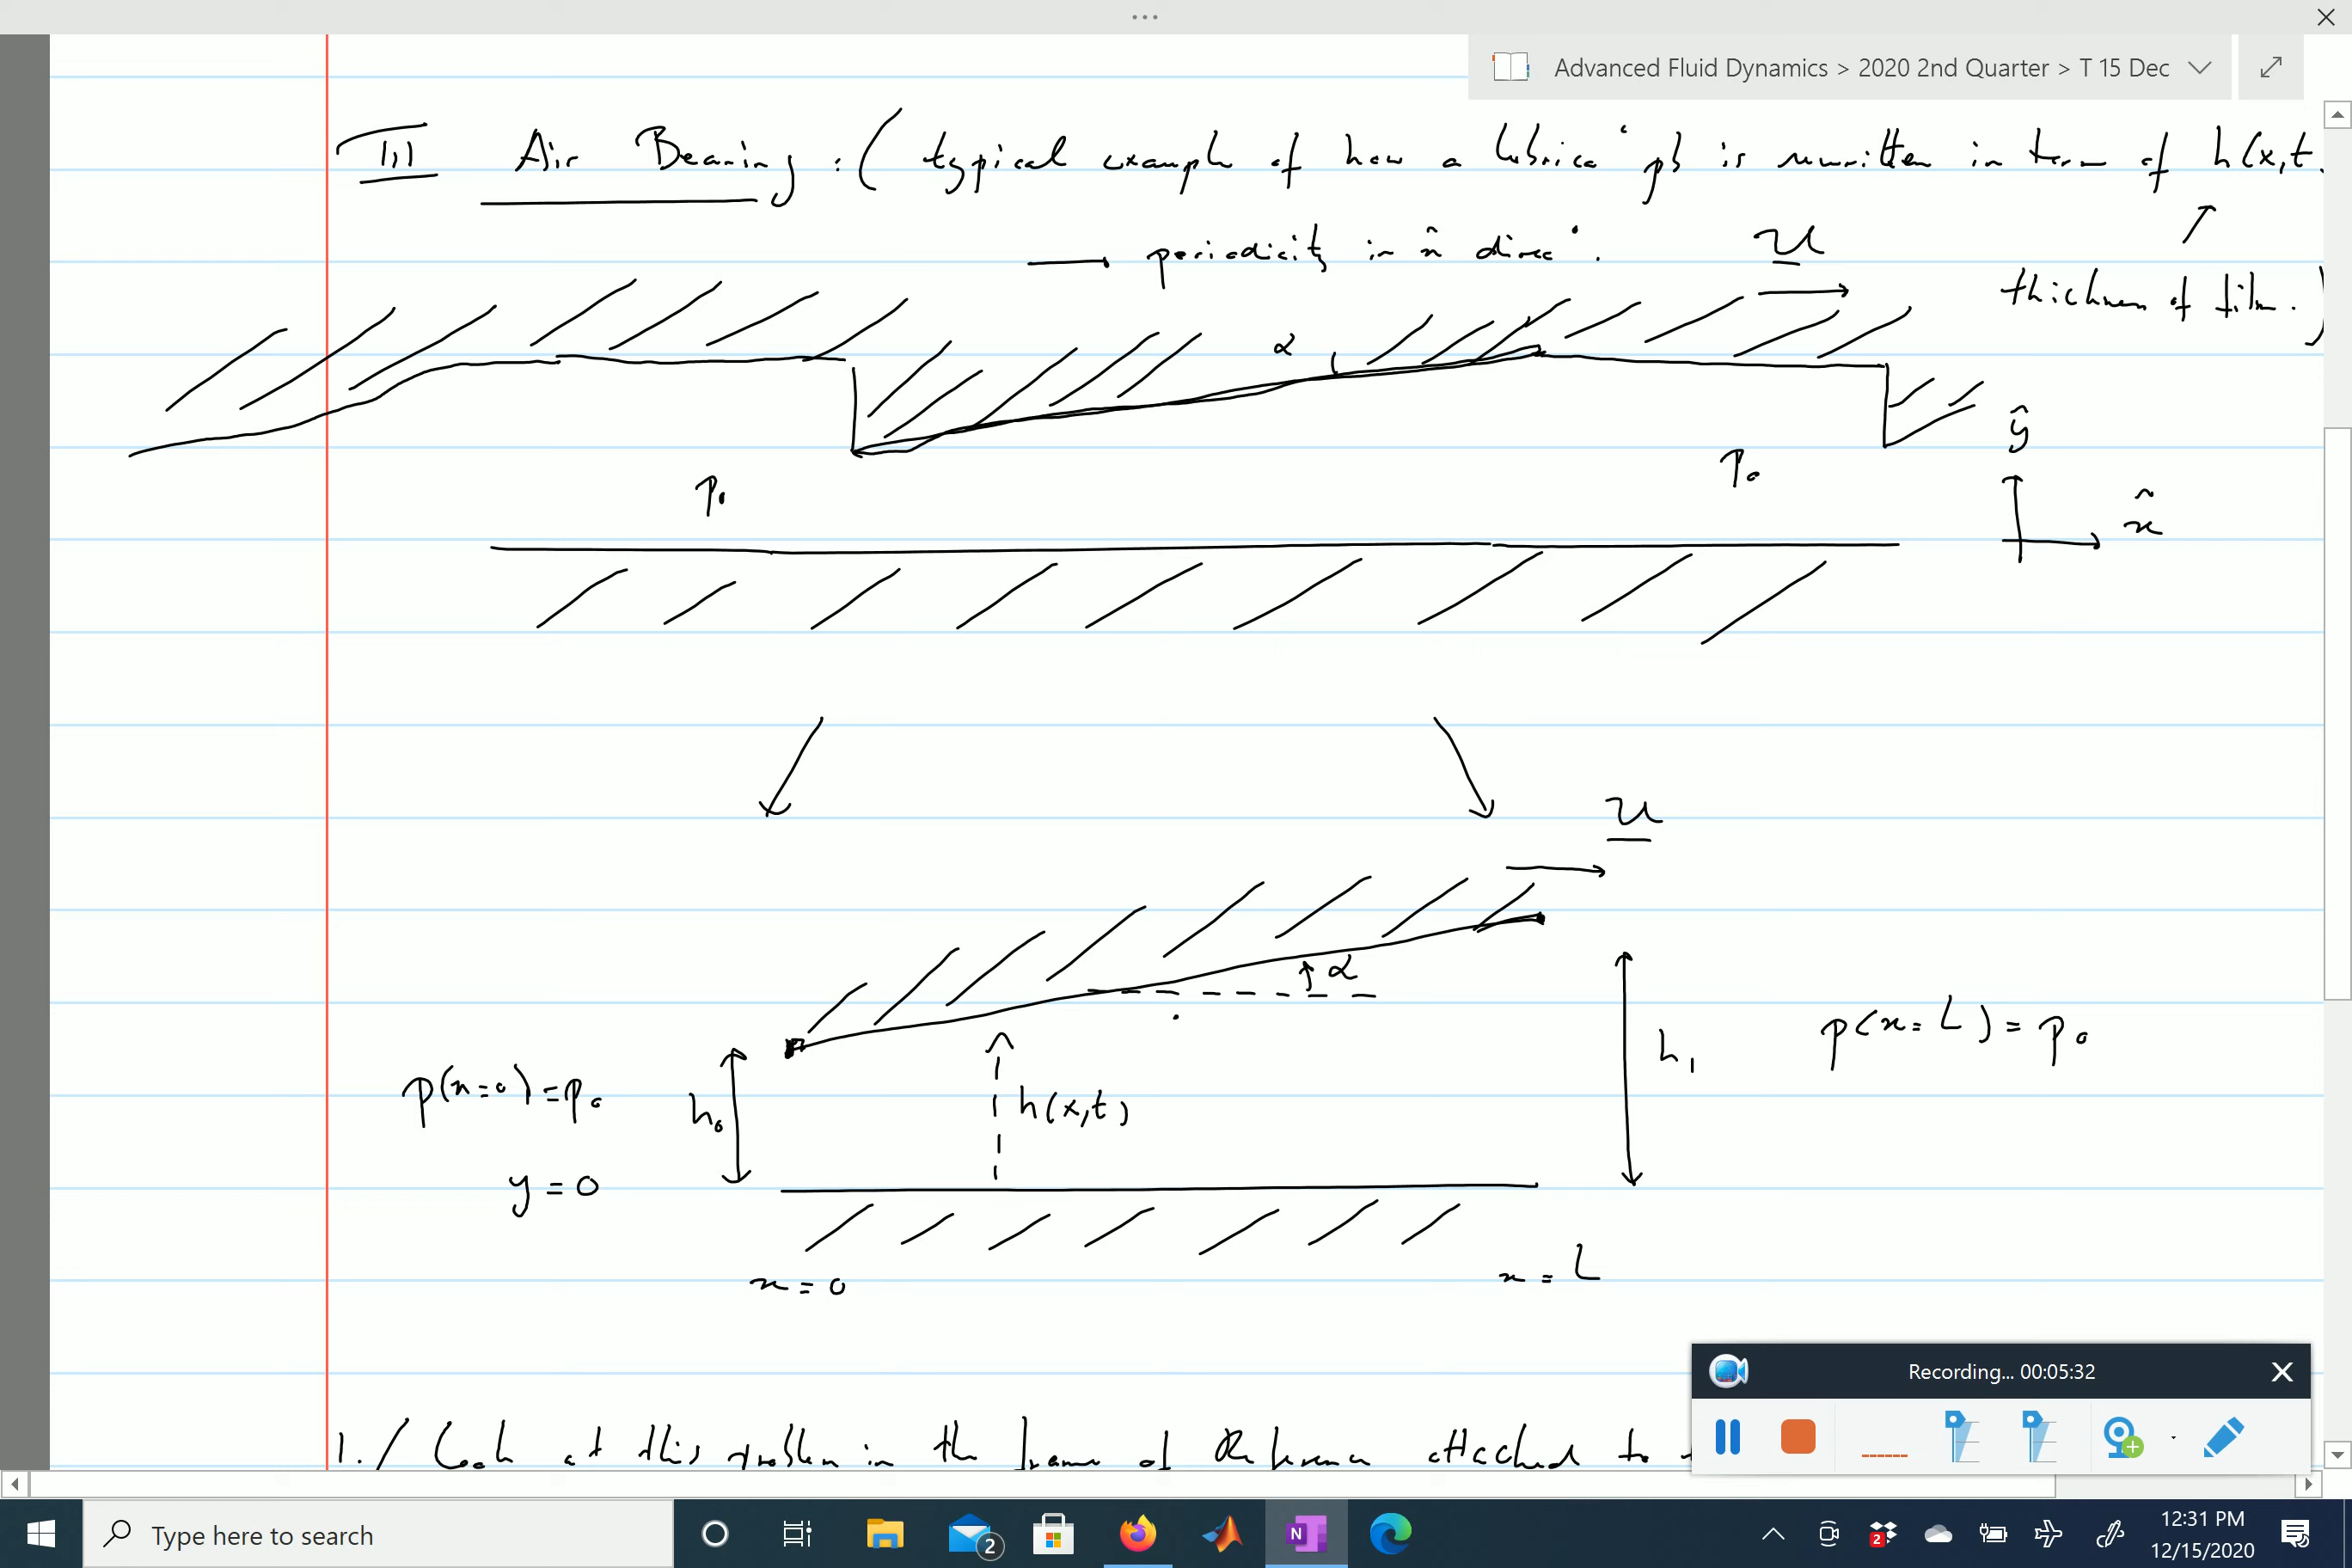 Advanced Fluid Dynamics > 2020 2nd Quarter > T 15 Dec
III Air Bearing : ( typical example of how a lubrica° pb is rewritten in term of h(x,t
→ periodicity in x̂ direc°. U
thickness of film. )
α
ŷ
p₀ p₀
x̂
U
α
p(x=0)=p₀ h₀ h(x,t) h₁ p(x=L)=p₀
y=0
x=0 x=L
Recording... 00:05:32
1./ Look at this problem in the frame of Reference attached to
N
2
2
Type here to search
12:31 PM
12/15/2020